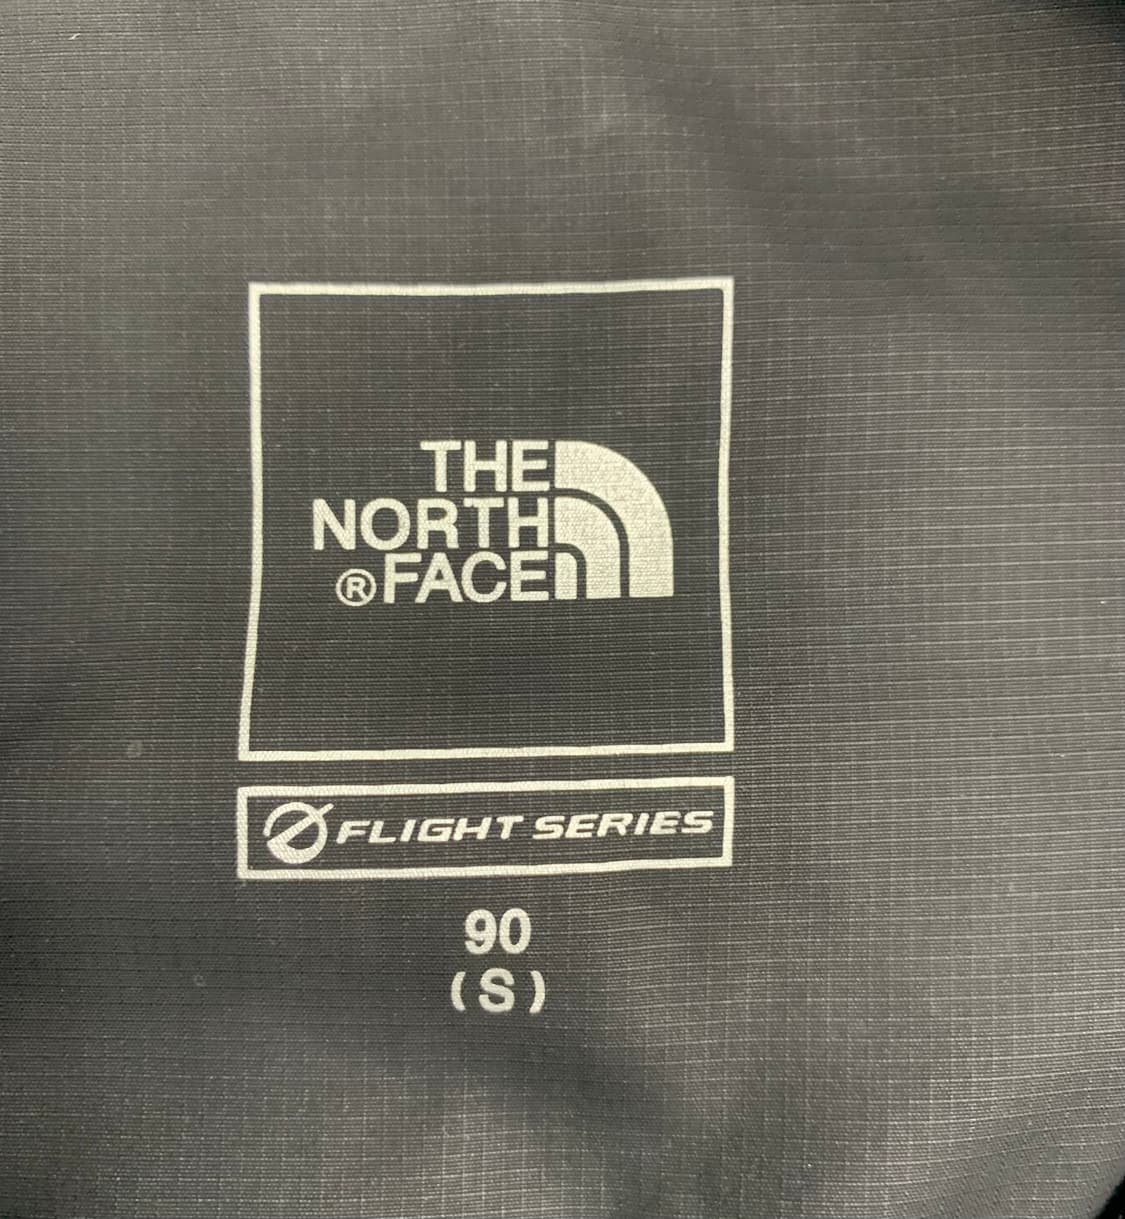 THE
NORTH
®FACE
FLIGHT SERIES
90
(S)